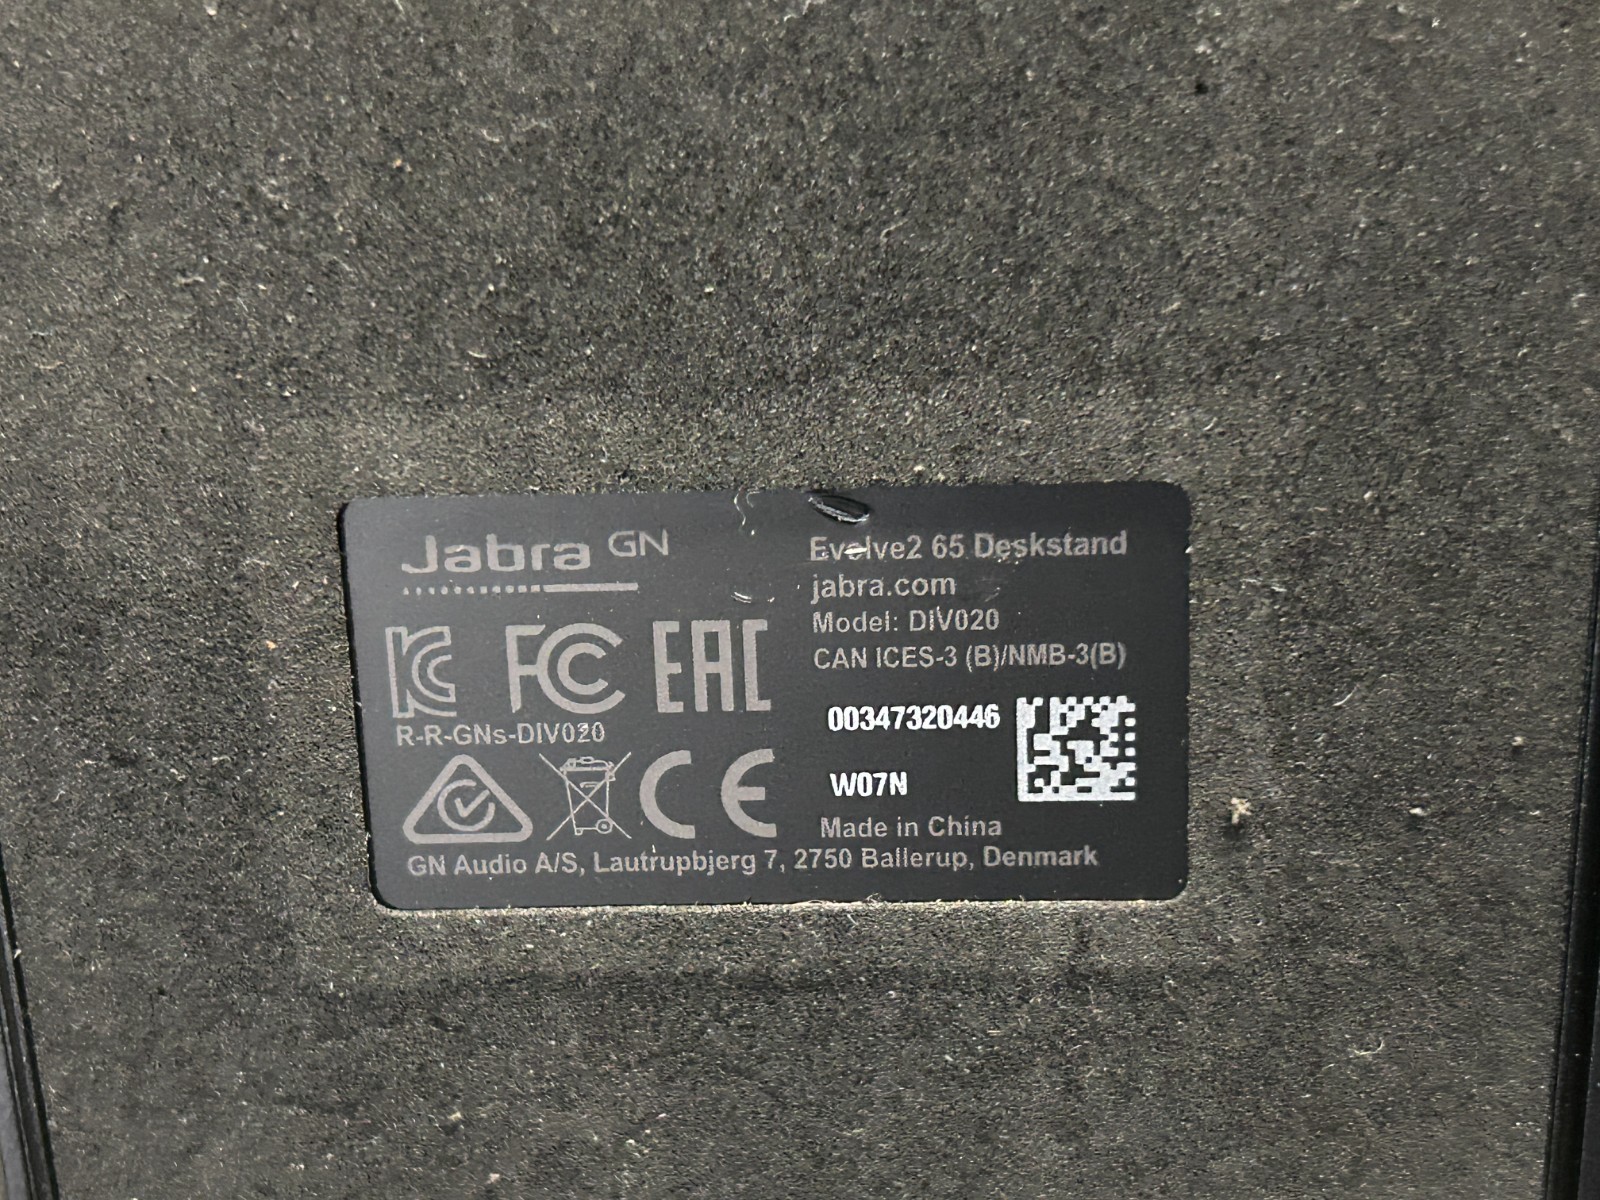 Jabra GN
Evolve2 65 Deskstand
jabra.com
Model: DIV020
CAN ICES-3 (B)/NMB-3(B)
KC FC EAC
R-R-GNs-DIV020
00347320446
W07N
CE
Made in China
GN Audio A/S, Lautrupbjerg 7, 2750 Ballerup, Denmark